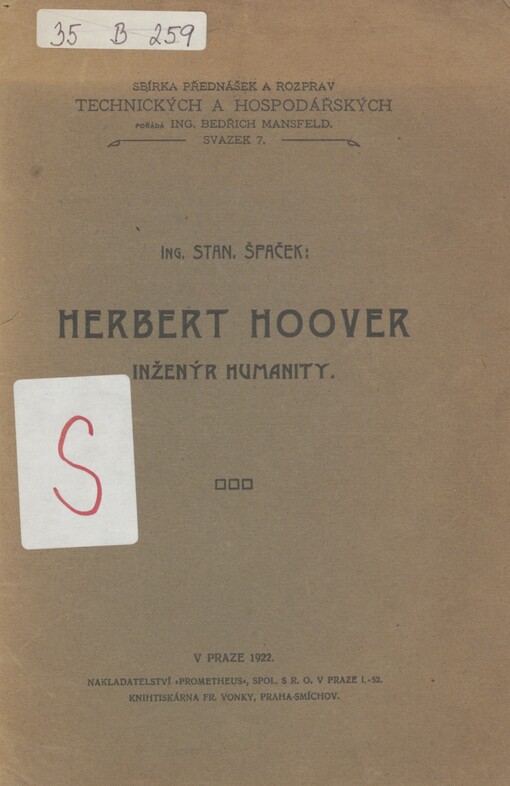 35 B 259
SBÍRKA PŘEDNÁŠEK A ROZPRAV
TECHNICKÝCH A HOSPODÁŘSKÝCH
POŘÁDÁ ING. BEDŘICH MANSFELD.
SVAZEK 7.
ING. STAN. ŠPAČEK:
HERBERT HOOVER
INŽENÝR HUMANITY.
S
V PRAZE 1922.
NAKLADATELSTVÍ »PROMETHEUS«, SPOL. S R. O. V PRAZE I.-52.
KNIHTISKÁRNA FR. VONKY, PRAHA-SMÍCHOV.